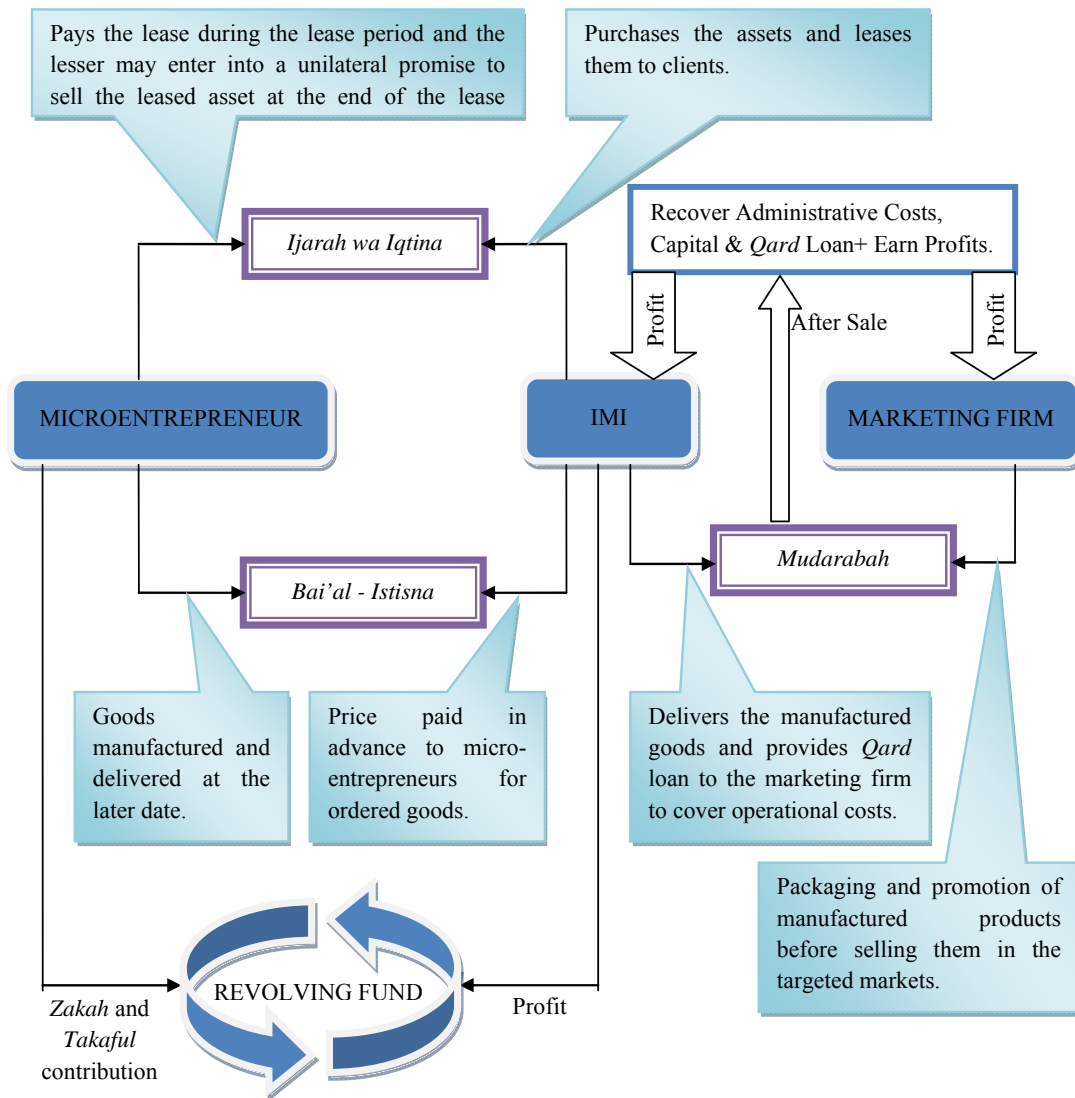 Pays the lease during the lease period and the
lesser may enter into a unilateral promise to
sell the leased asset at the end of the lease
Purchases the assets and leases
them to clients.
Ijarah wa Iqtina
Recover Administrative Costs,
Capital & Qard Loan+ Earn Profits.
Profit
After Sale
Profit
MICROENTREPRENEUR
IMI
MARKETING FIRM
Bai’al - Istisna
Mudarabah
Goods
manufactured and
delivered at the
later date.
Price paid in
advance to micro-
entrepreneurs for
ordered goods.
Delivers the manufactured
goods and provides Qard
loan to the marketing firm
to cover operational costs.
Packaging and promotion of
manufactured products
before selling them in the
targeted markets.
REVOLVING FUND
Zakah and
Takaful
contribution
Profit